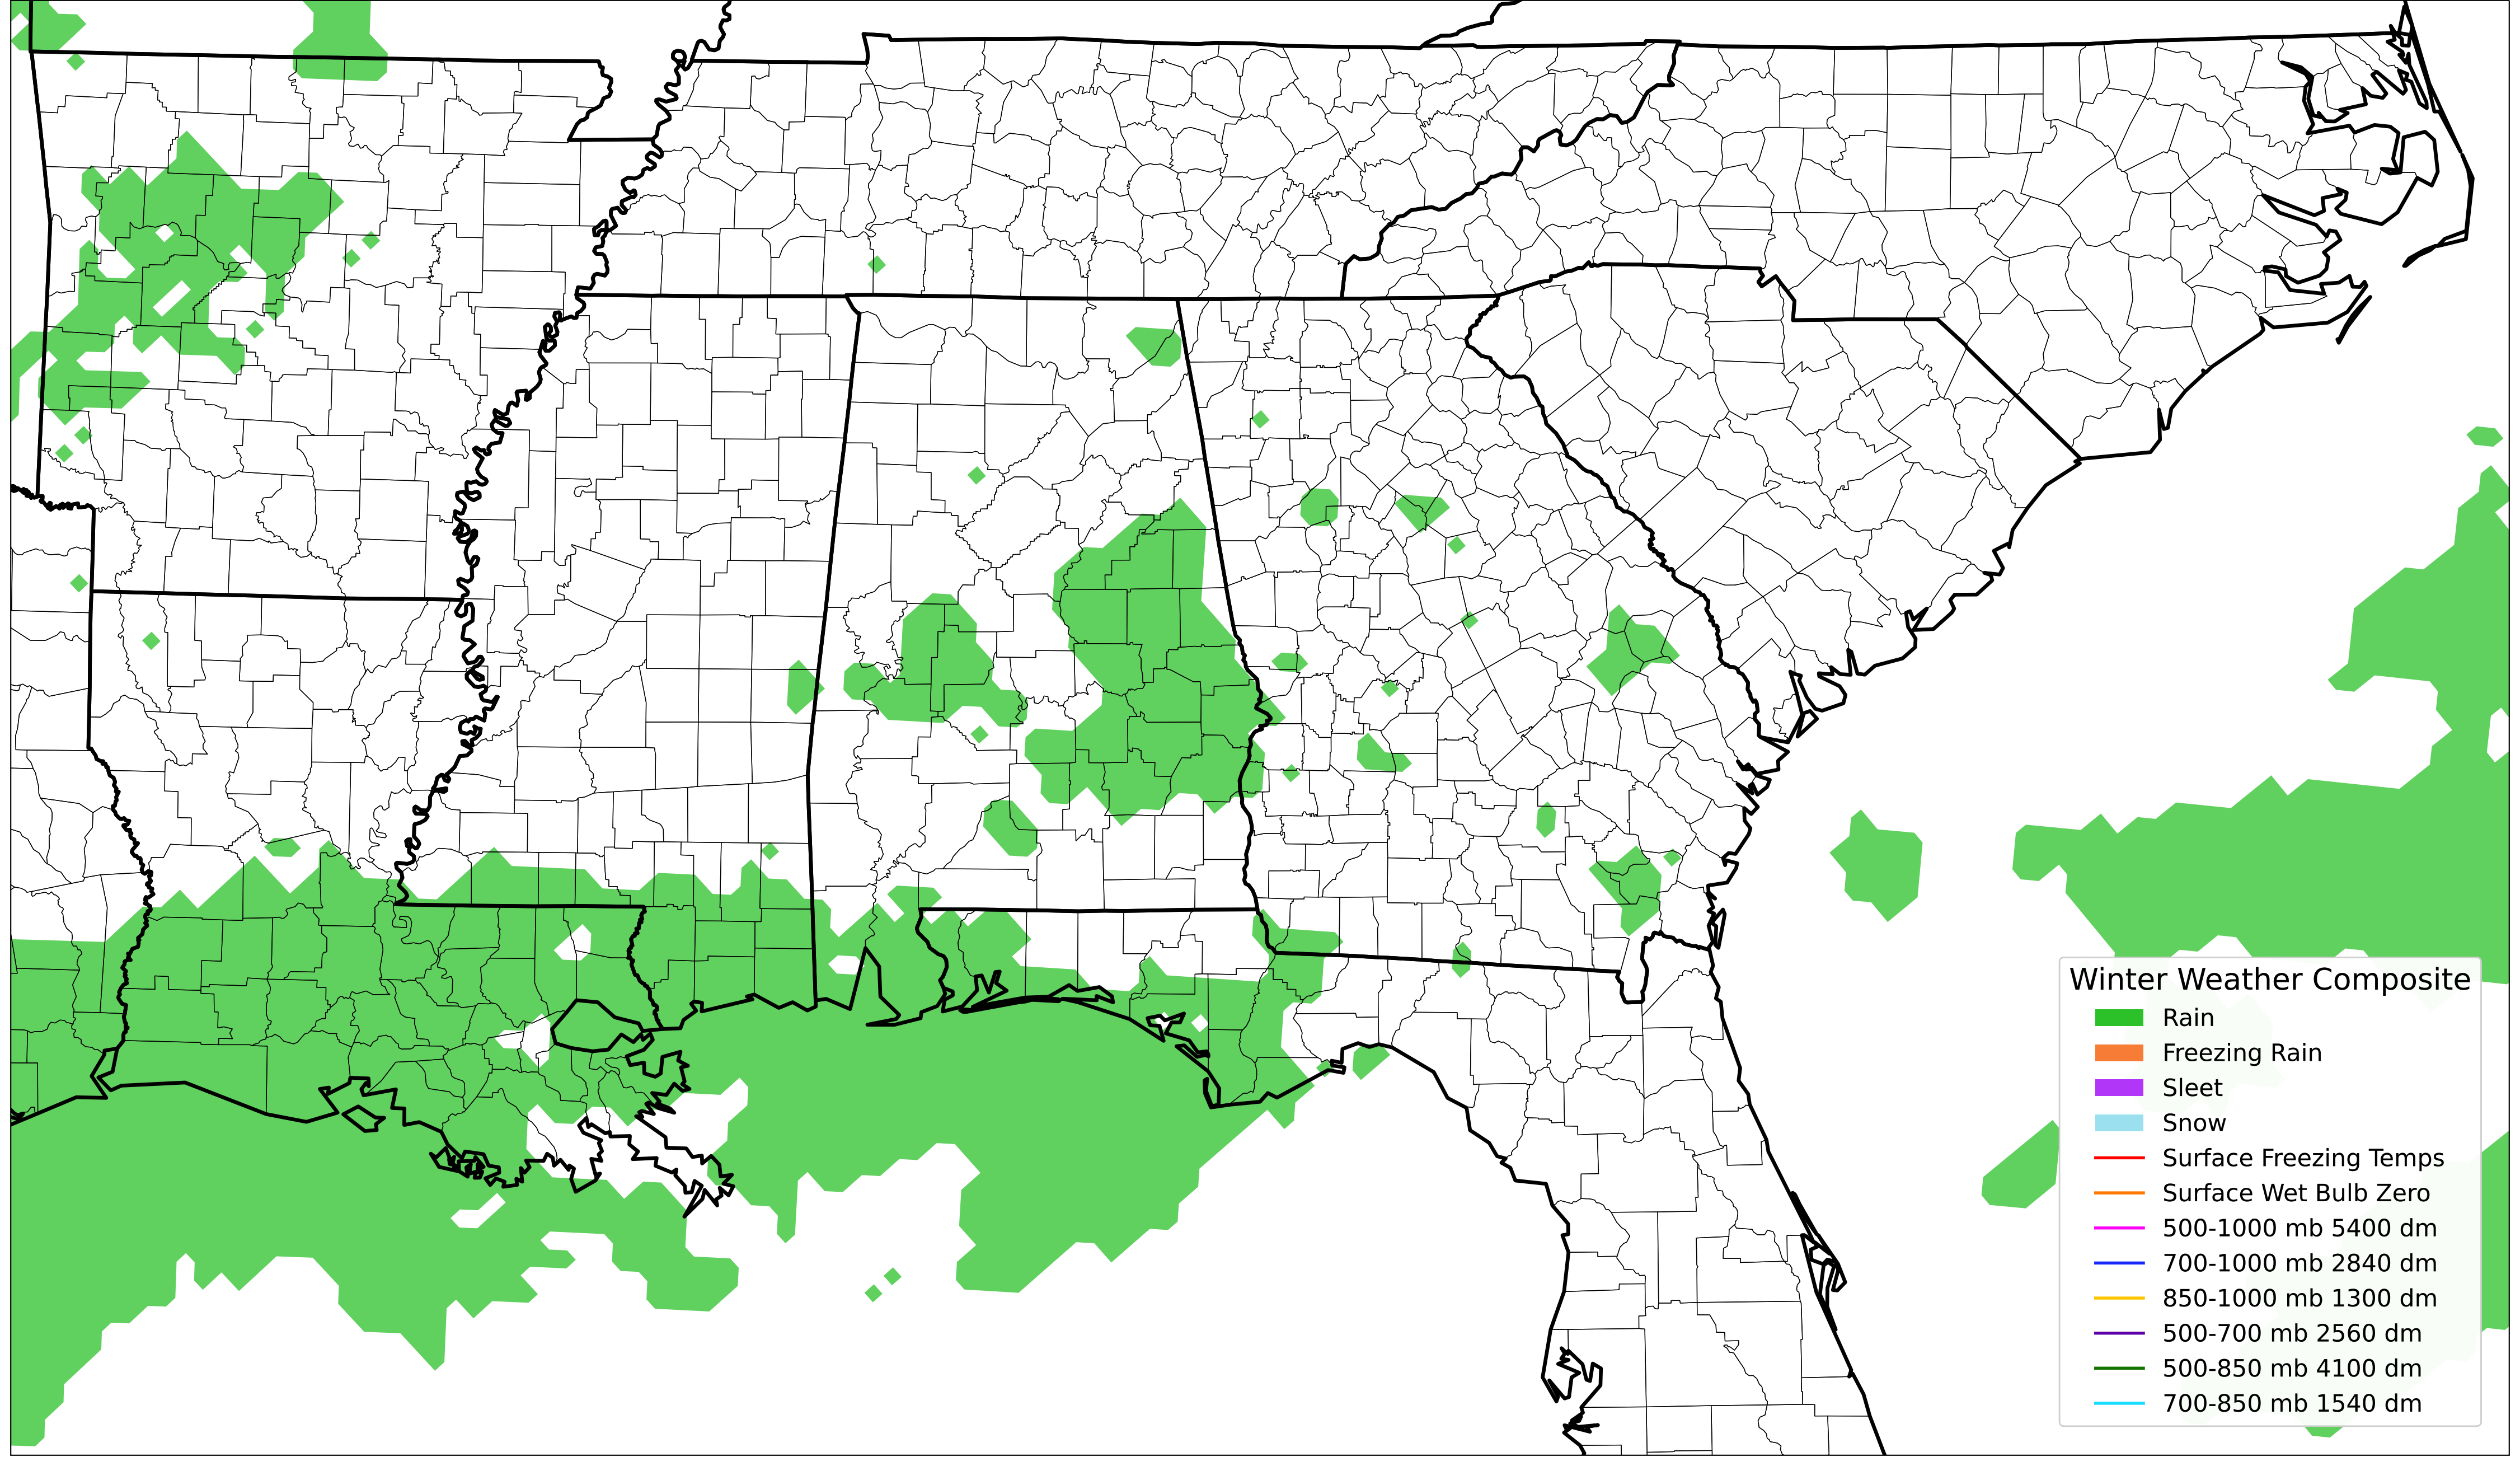 Winter Weather Composite
Rain
Freezing Rain
Sleet
Snow
Surface Freezing Temps
Surface Wet Bulb Zero
500-1000 mb 5400 dm
700-1000 mb 2840 dm
850-1000 mb 1300 dm
500-700 mb 2560 dm
500-850 mb 4100 dm
700-850 mb 1540 dm